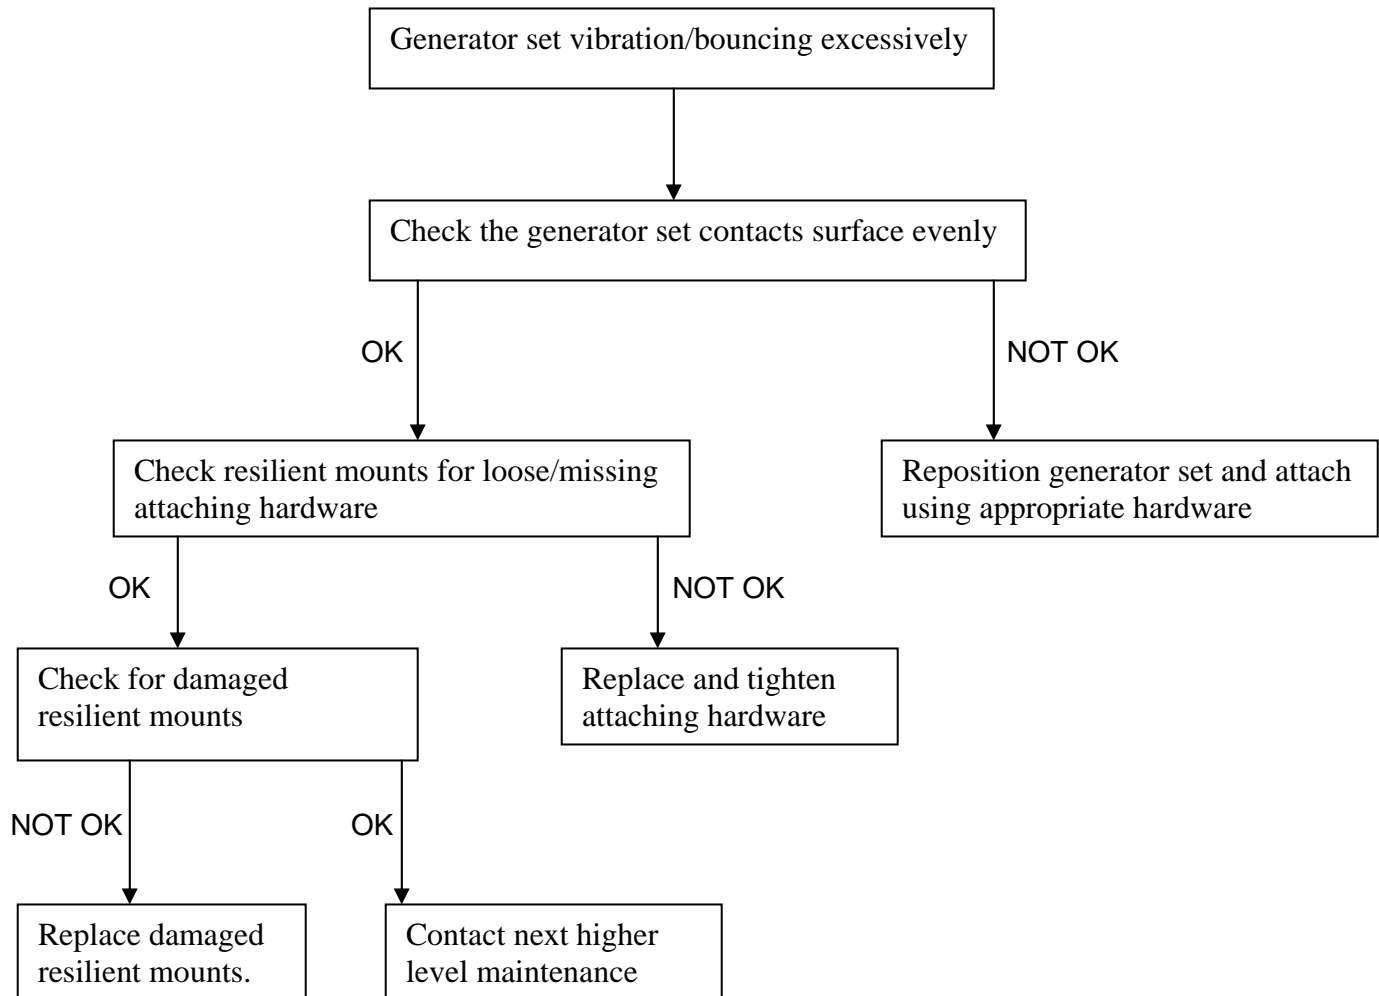 Generator set vibration/bouncing excessively
Check the generator set contacts surface evenly
OK
NOT OK
Check resilient mounts for loose/missing
attaching hardware
Reposition generator set and attach
using appropriate hardware
OK
NOT OK
Check for damaged
resilient mounts
Replace and tighten
attaching hardware
NOT OK
OK
Replace damaged
resilient mounts.
Contact next higher
level maintenance